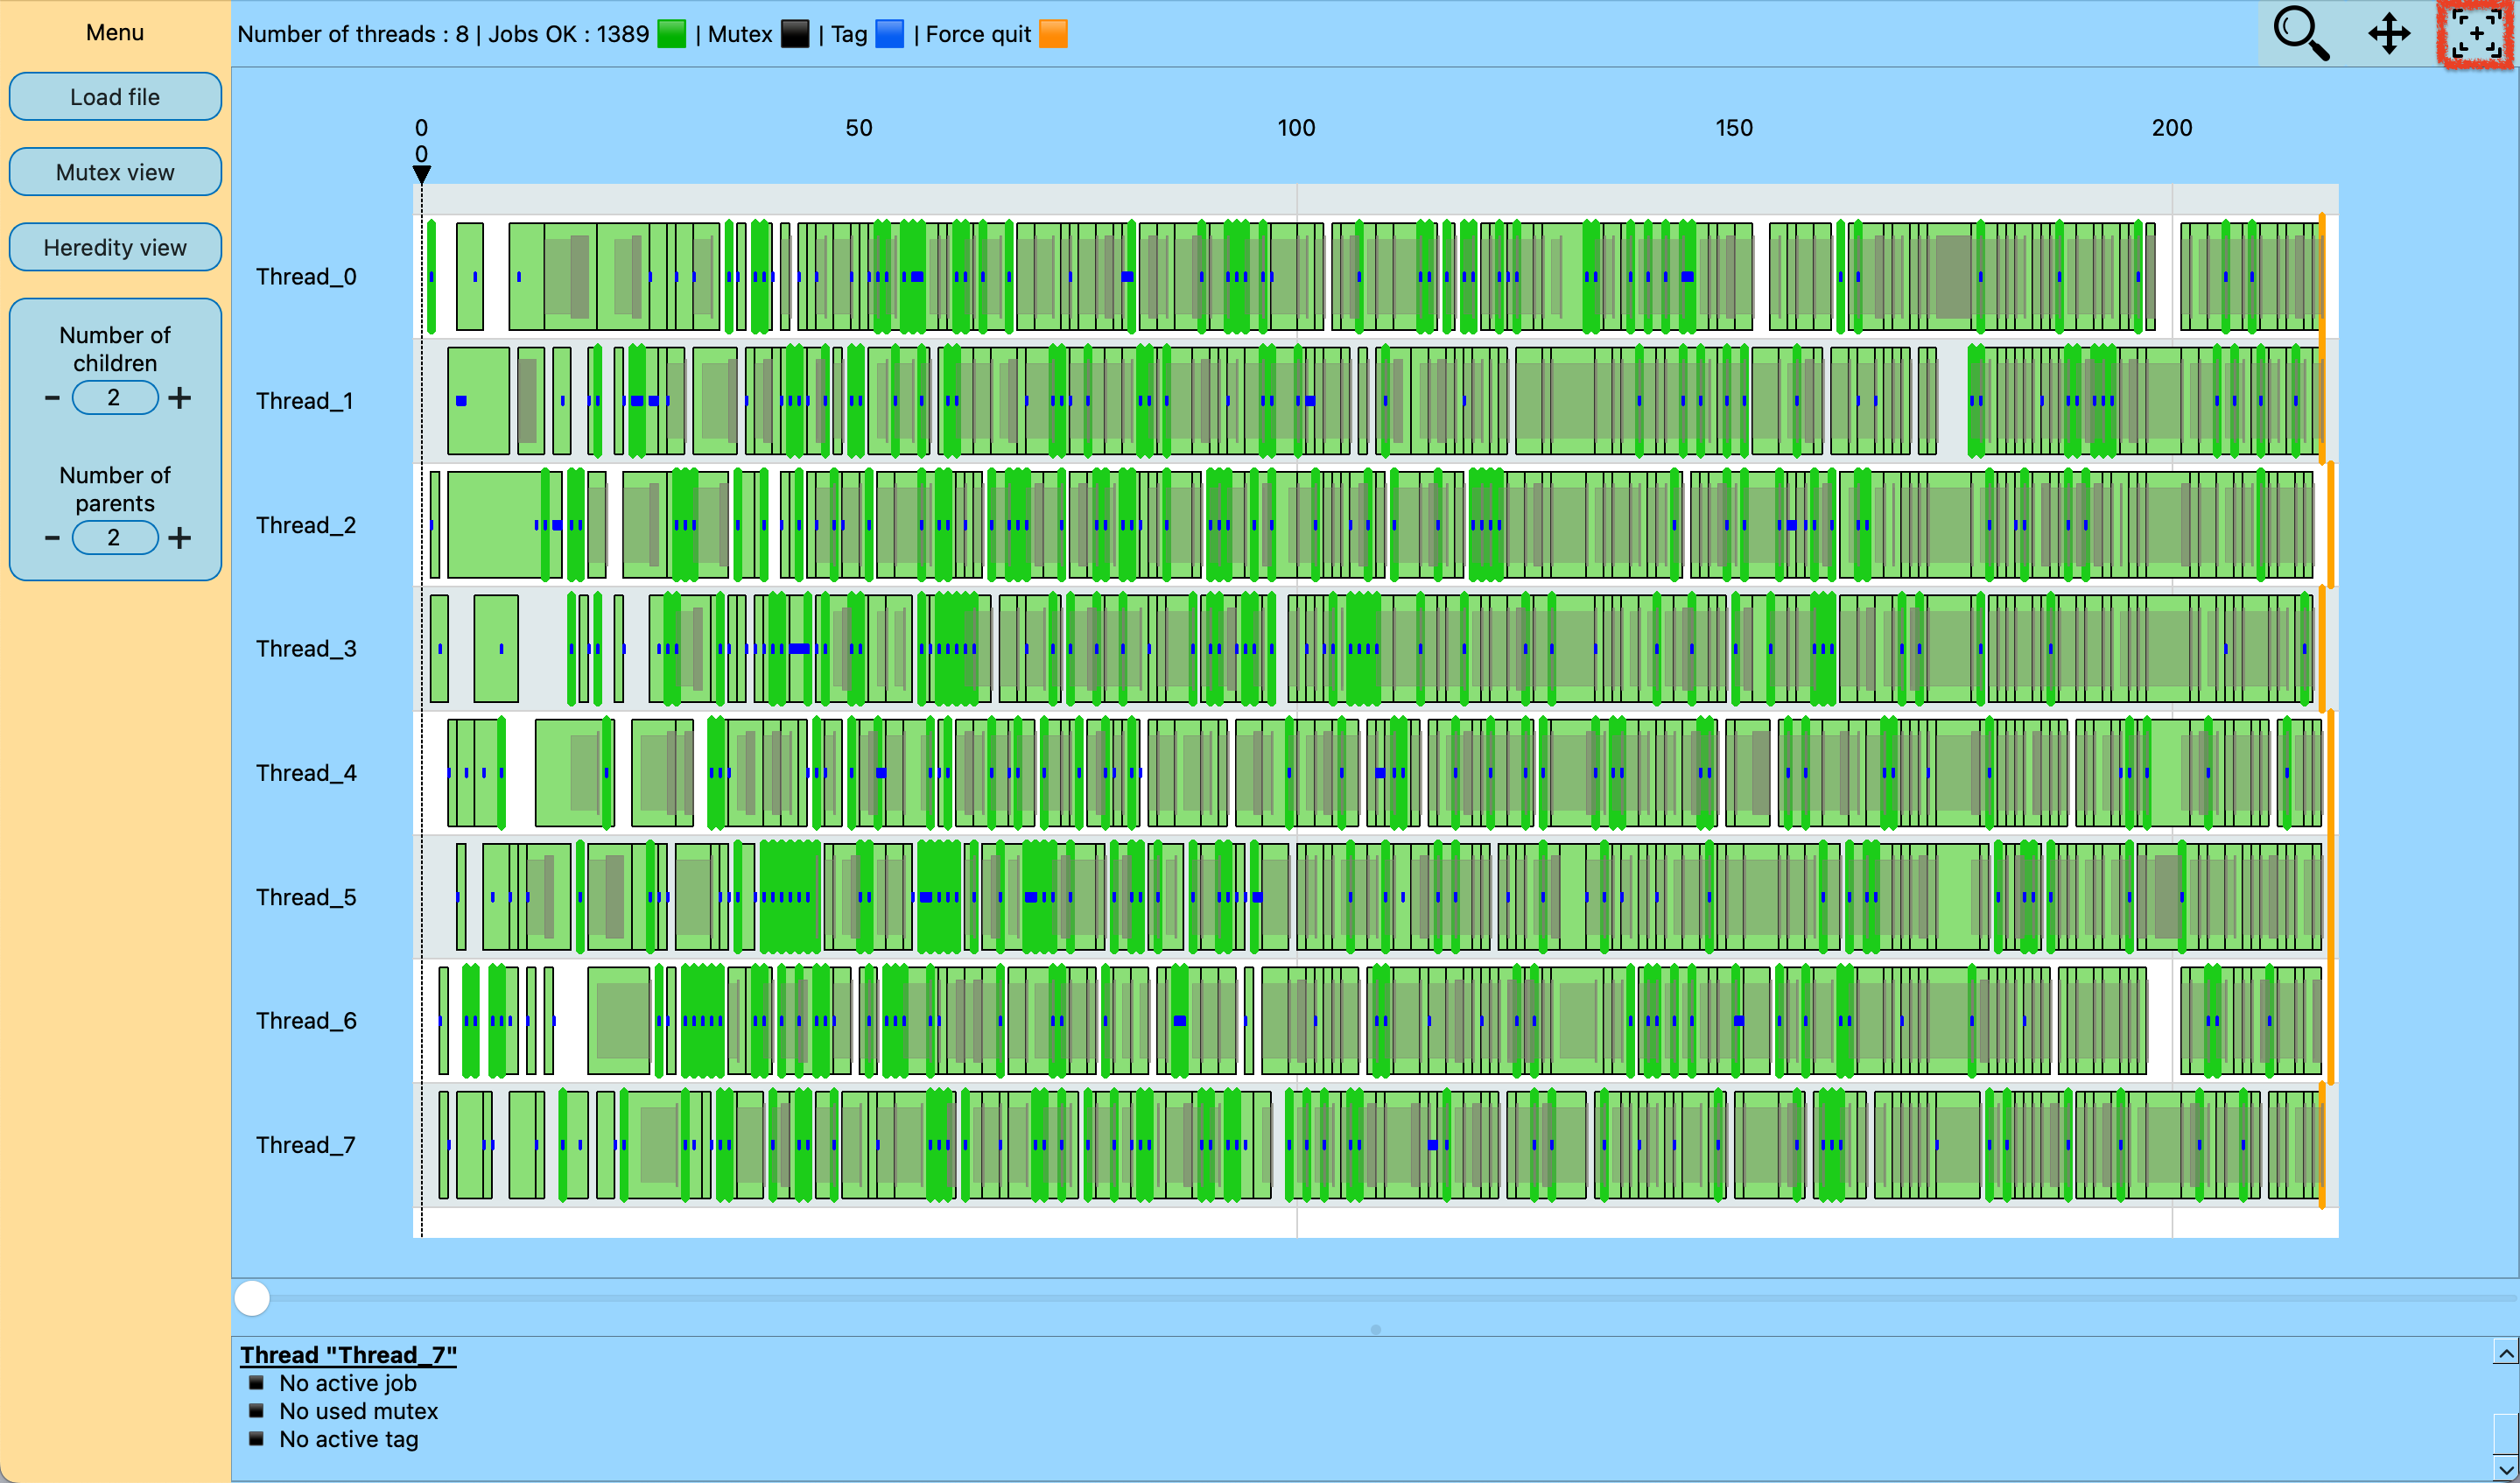 Menu
Load file
Mutex view
Heredity view
Number of
children
- 2 +
Number of
parents
- 2 +
Number of threads : 8 | Jobs OK : 1389 | Mutex | Tag | Force quit
0 50 100 150 200
0
Thread_0
Thread_1
Thread_2
Thread_3
Thread_4
Thread_5
Thread_6
Thread_7
Thread "Thread_7"
No active job
No used mutex
No active tag